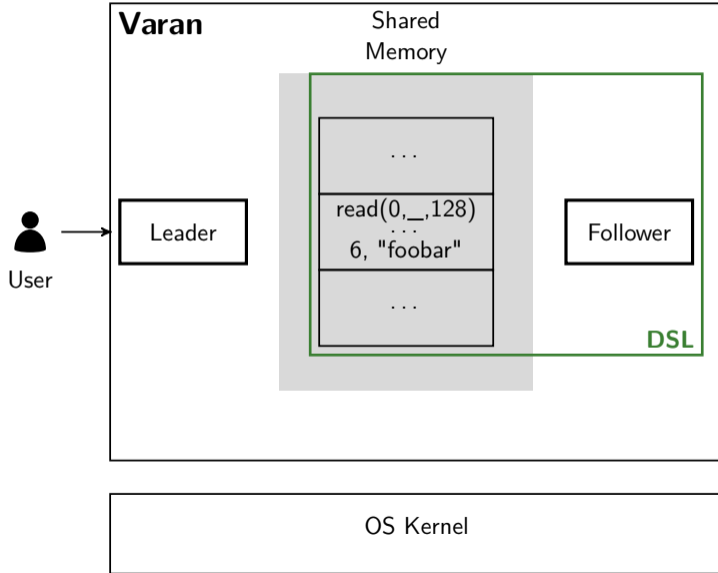 Varan
Shared
Memory
. . .
read(0,_,128)
. . .
6, "foobar"
. . .
Leader
Follower
User
DSL
OS Kernel